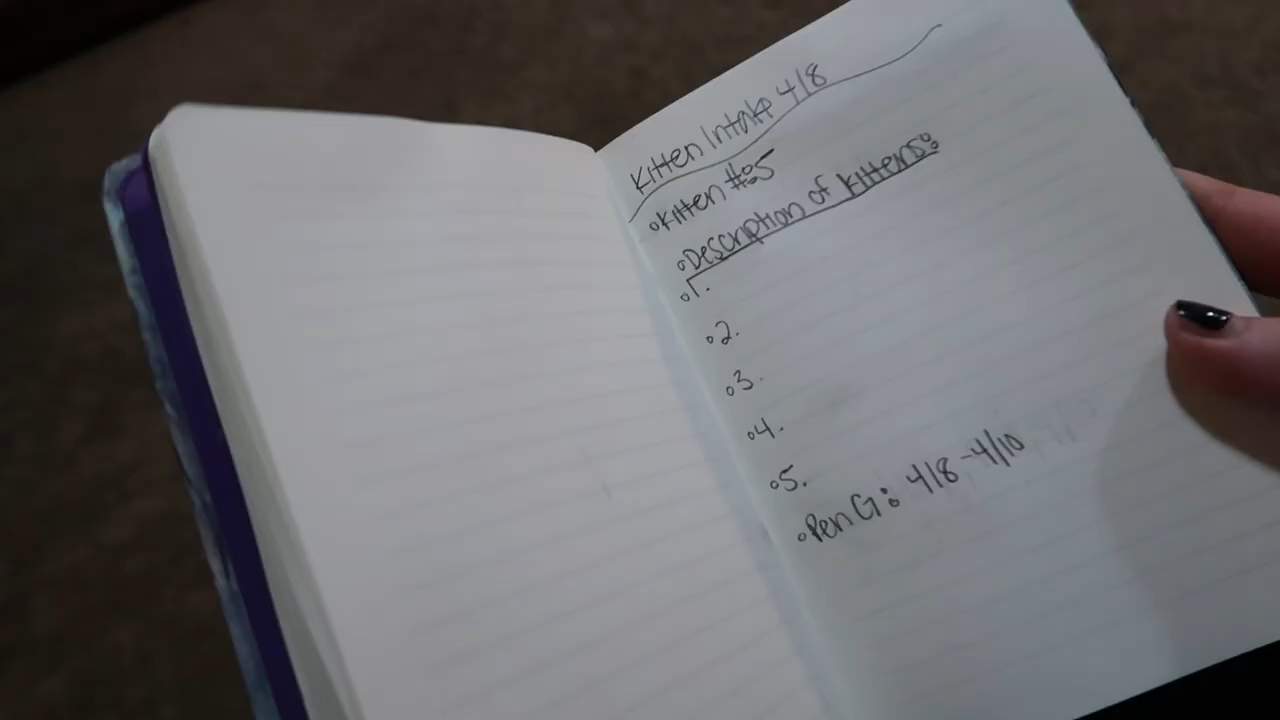 Kitten Intake 4/8
◦Kitten #:5
◦Description of kittens:
◦1.
◦2.
◦3.
◦4.
◦5.
◦Pen G: 4/8-4/10